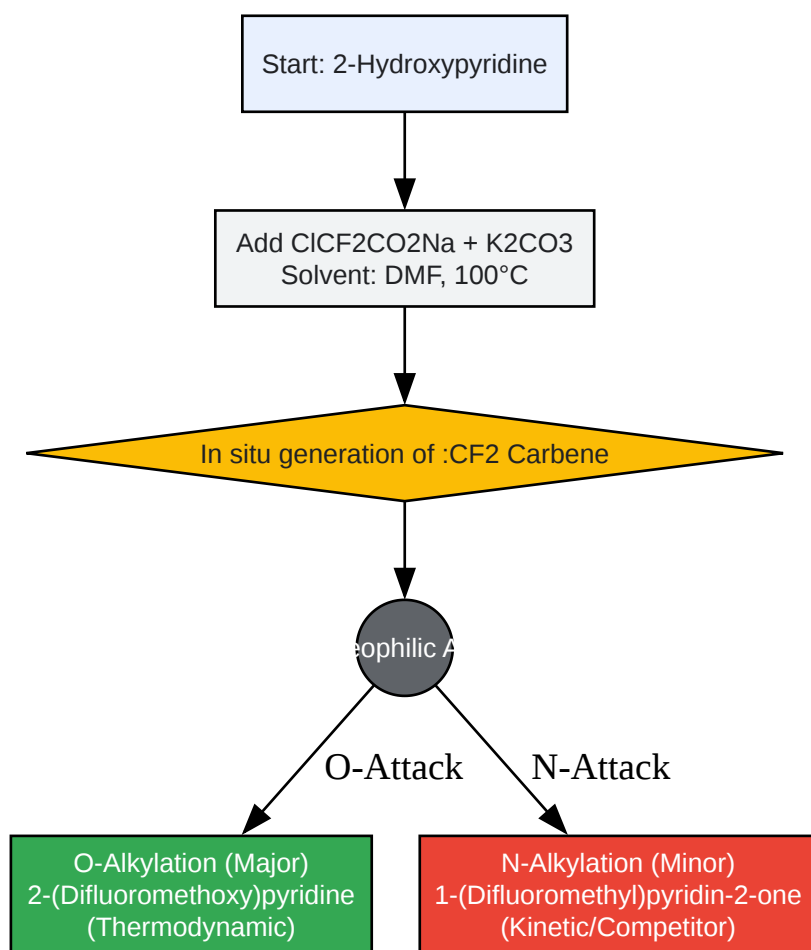 Start: 2-Hydroxypyridine
Add ClCF2CO2Na + K2CO3
Solvent: DMF, 100°C
In situ generation of :CF2 Carbene
eophilic A
O-Attack
N-Attack
O-Alkylation (Major)
2-(Difluoromethoxy)pyridine
(Thermodynamic)
N-Alkylation (Minor)
1-(Difluoromethyl)pyridin-2-one
(Kinetic/Competitor)